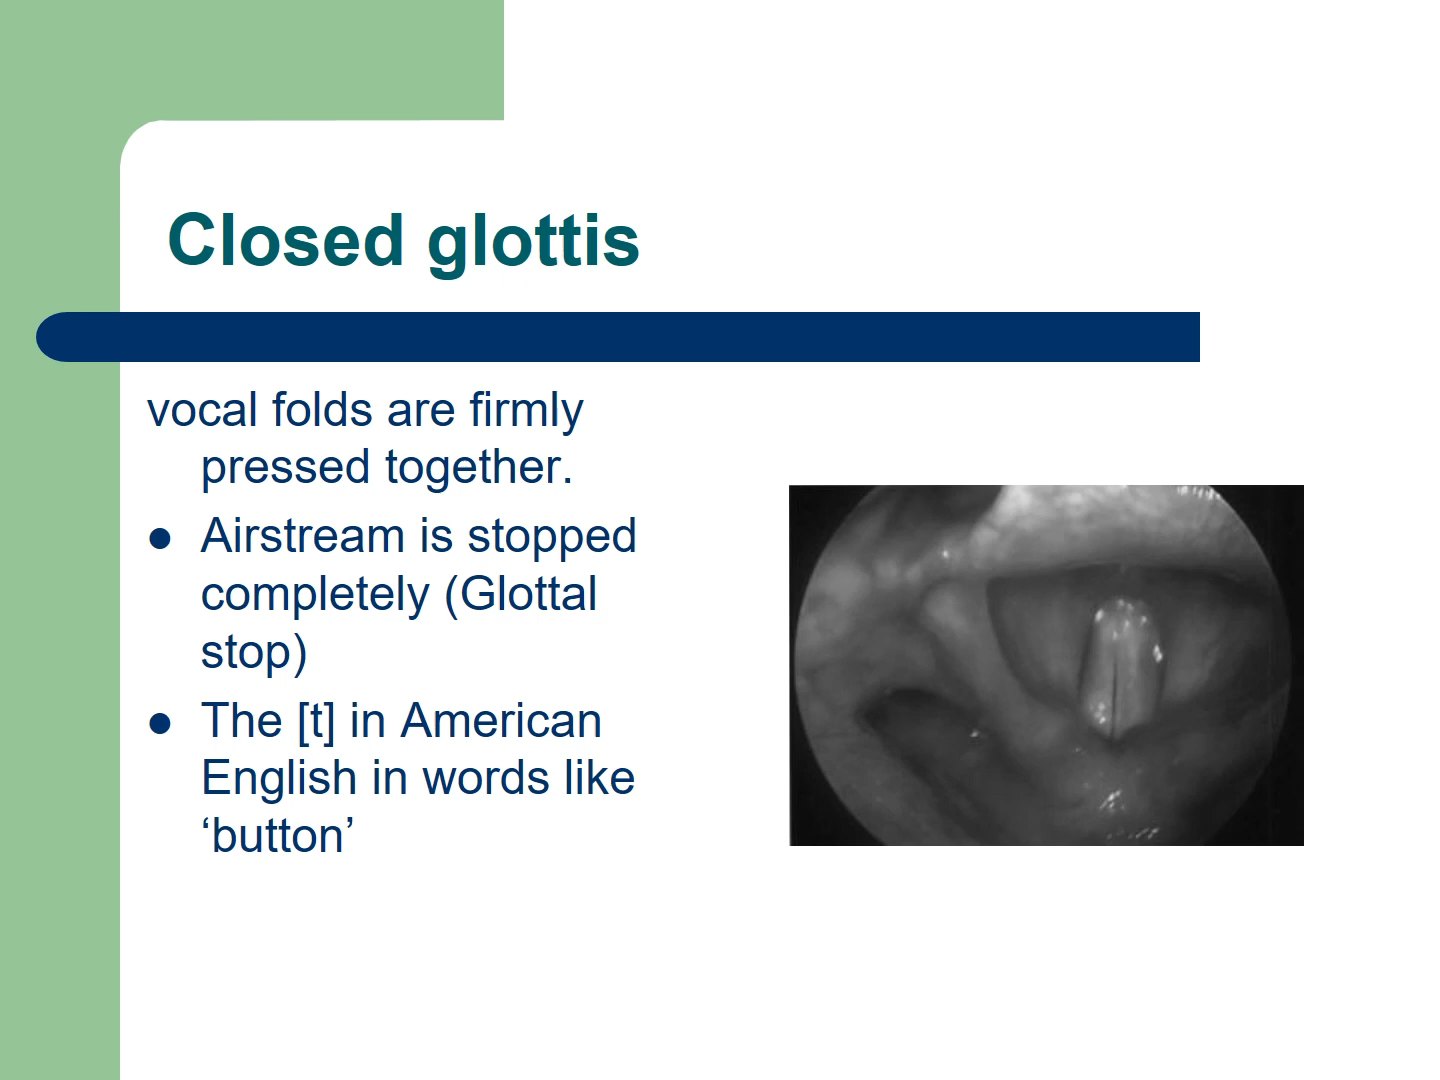 Closed glottis
vocal folds are firmly
pressed together.
● Airstream is stopped
completely (Glottal
stop)
● The [t] in American
English in words like
‘button’